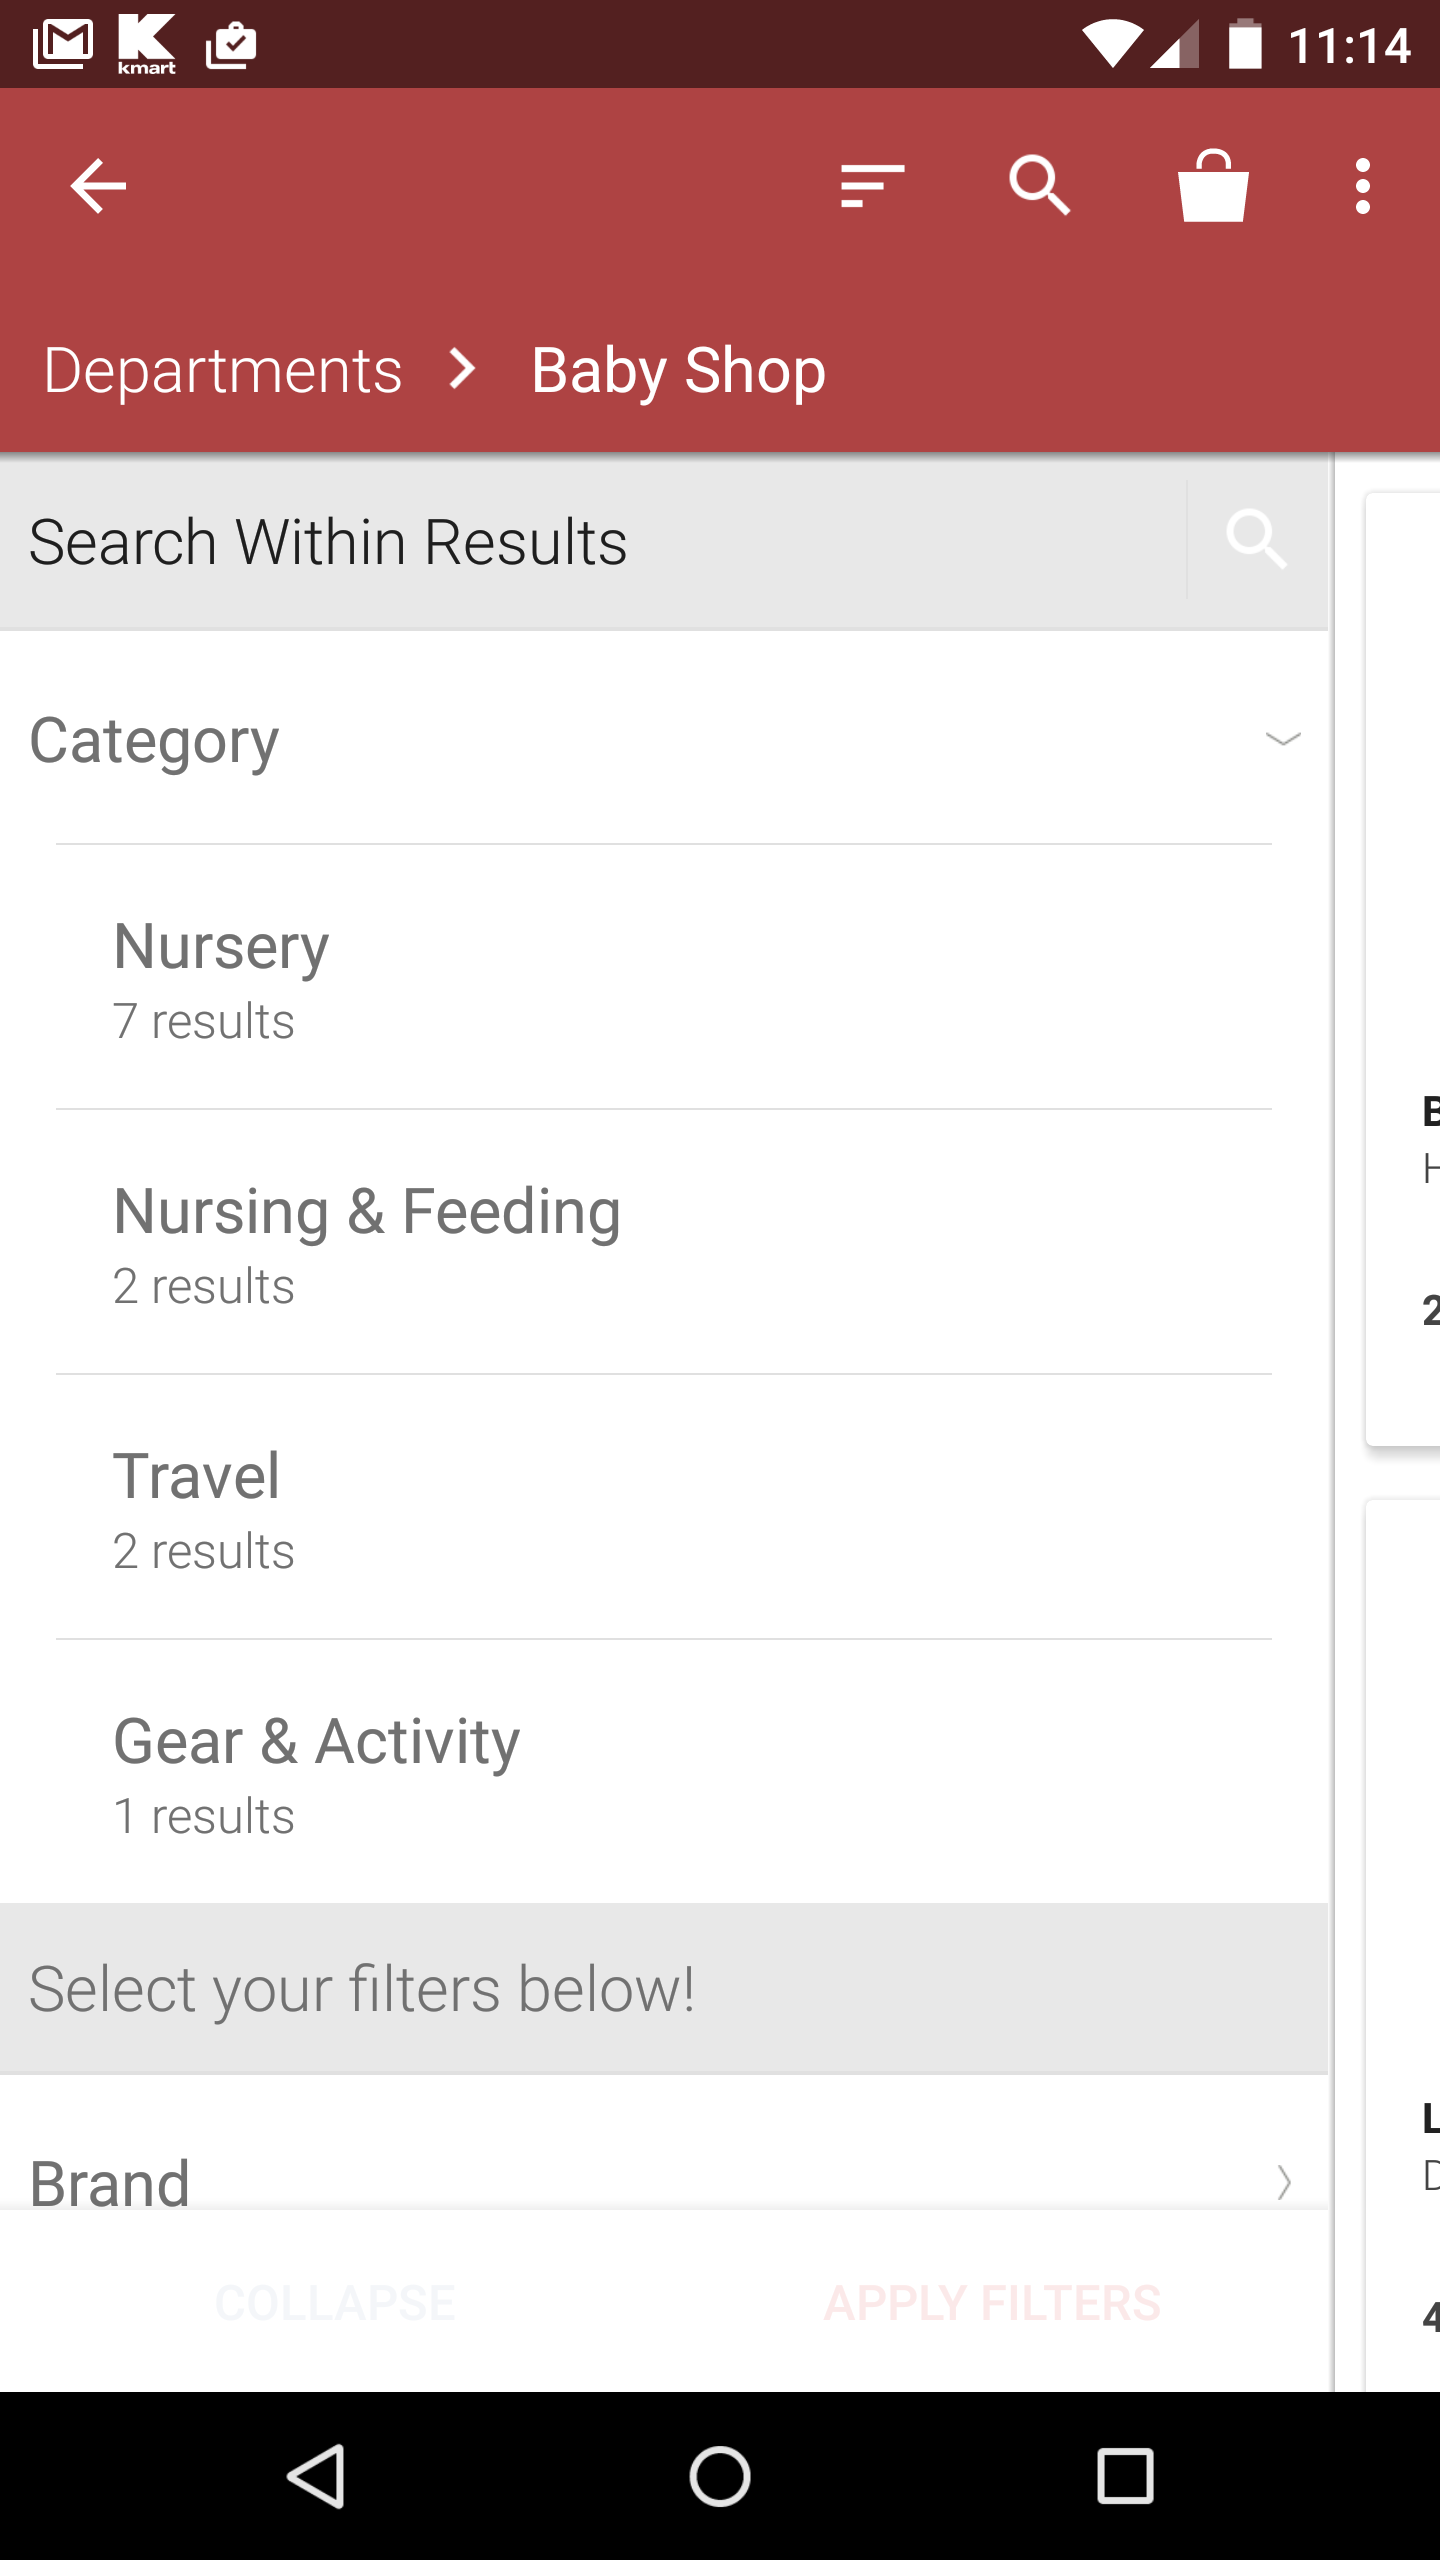 kmart
11:14
Departments
Baby Shop
Search Within Results
Category
Nursery
7 results
Nursing & Feeding
2 results
Travel
2 results
Gear & Activity
1 results
Select your filters below!
Brand
COLLAPSE
APPLY FILTERS